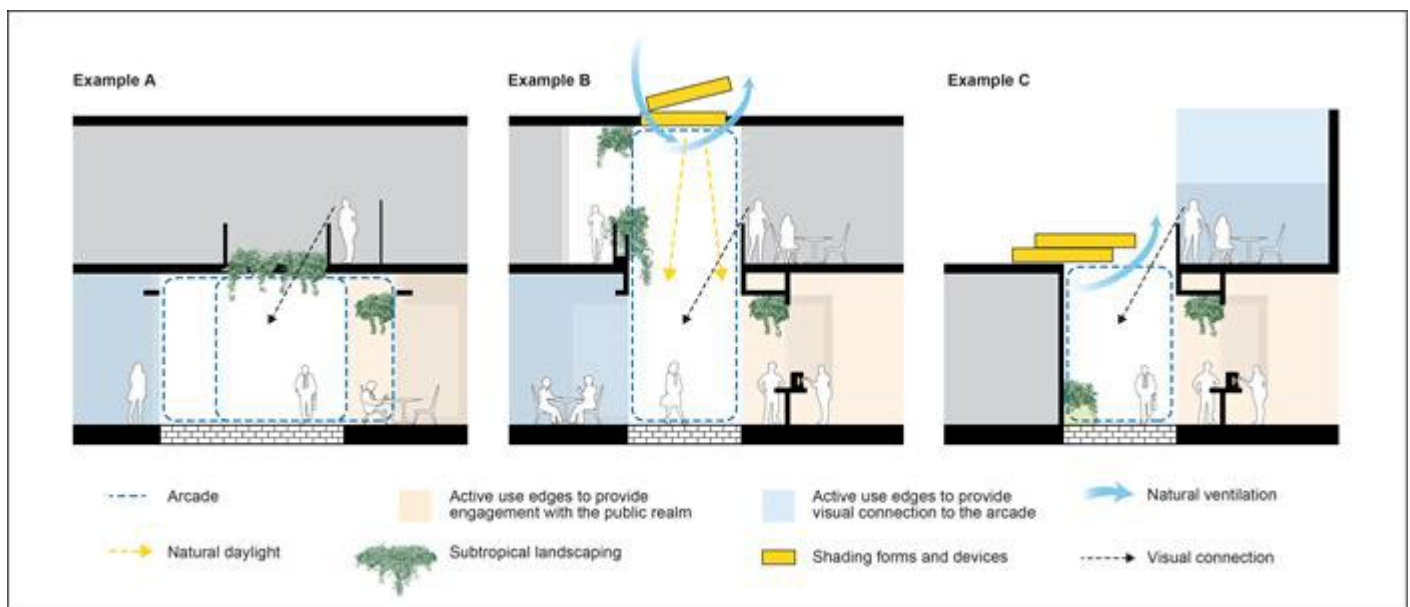 Example A
Example B
Example C
Arcade
Active use edges to provide
engagement with the public realm
Active use edges to provide
visual connection to the arcade
Natural ventilation
Natural daylight
Subtropical landscaping
Shading forms and devices
Visual connection